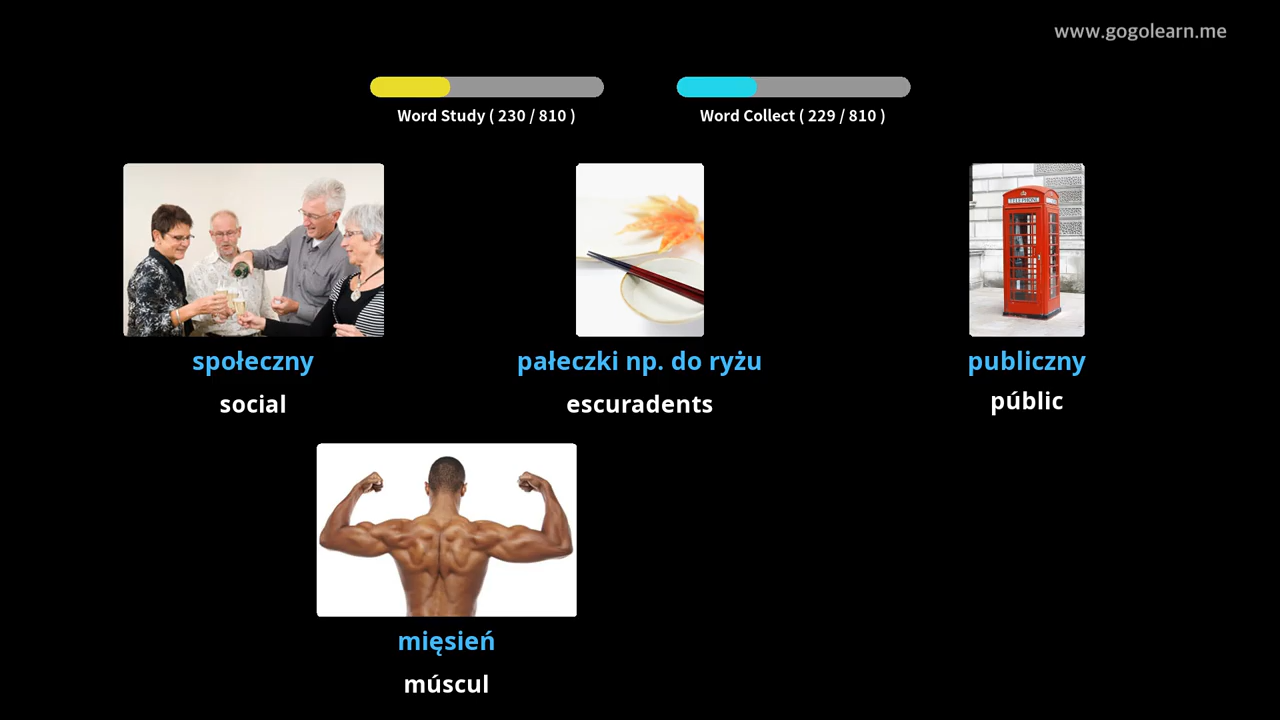 www.gogolearn.me
Word Study ( 230 / 810 )
Word Collect ( 229 / 810 )
TELEPHONE
społeczny
pałeczki np. do ryżu
publiczny
social
escuradents
públic
mięsień
múscul